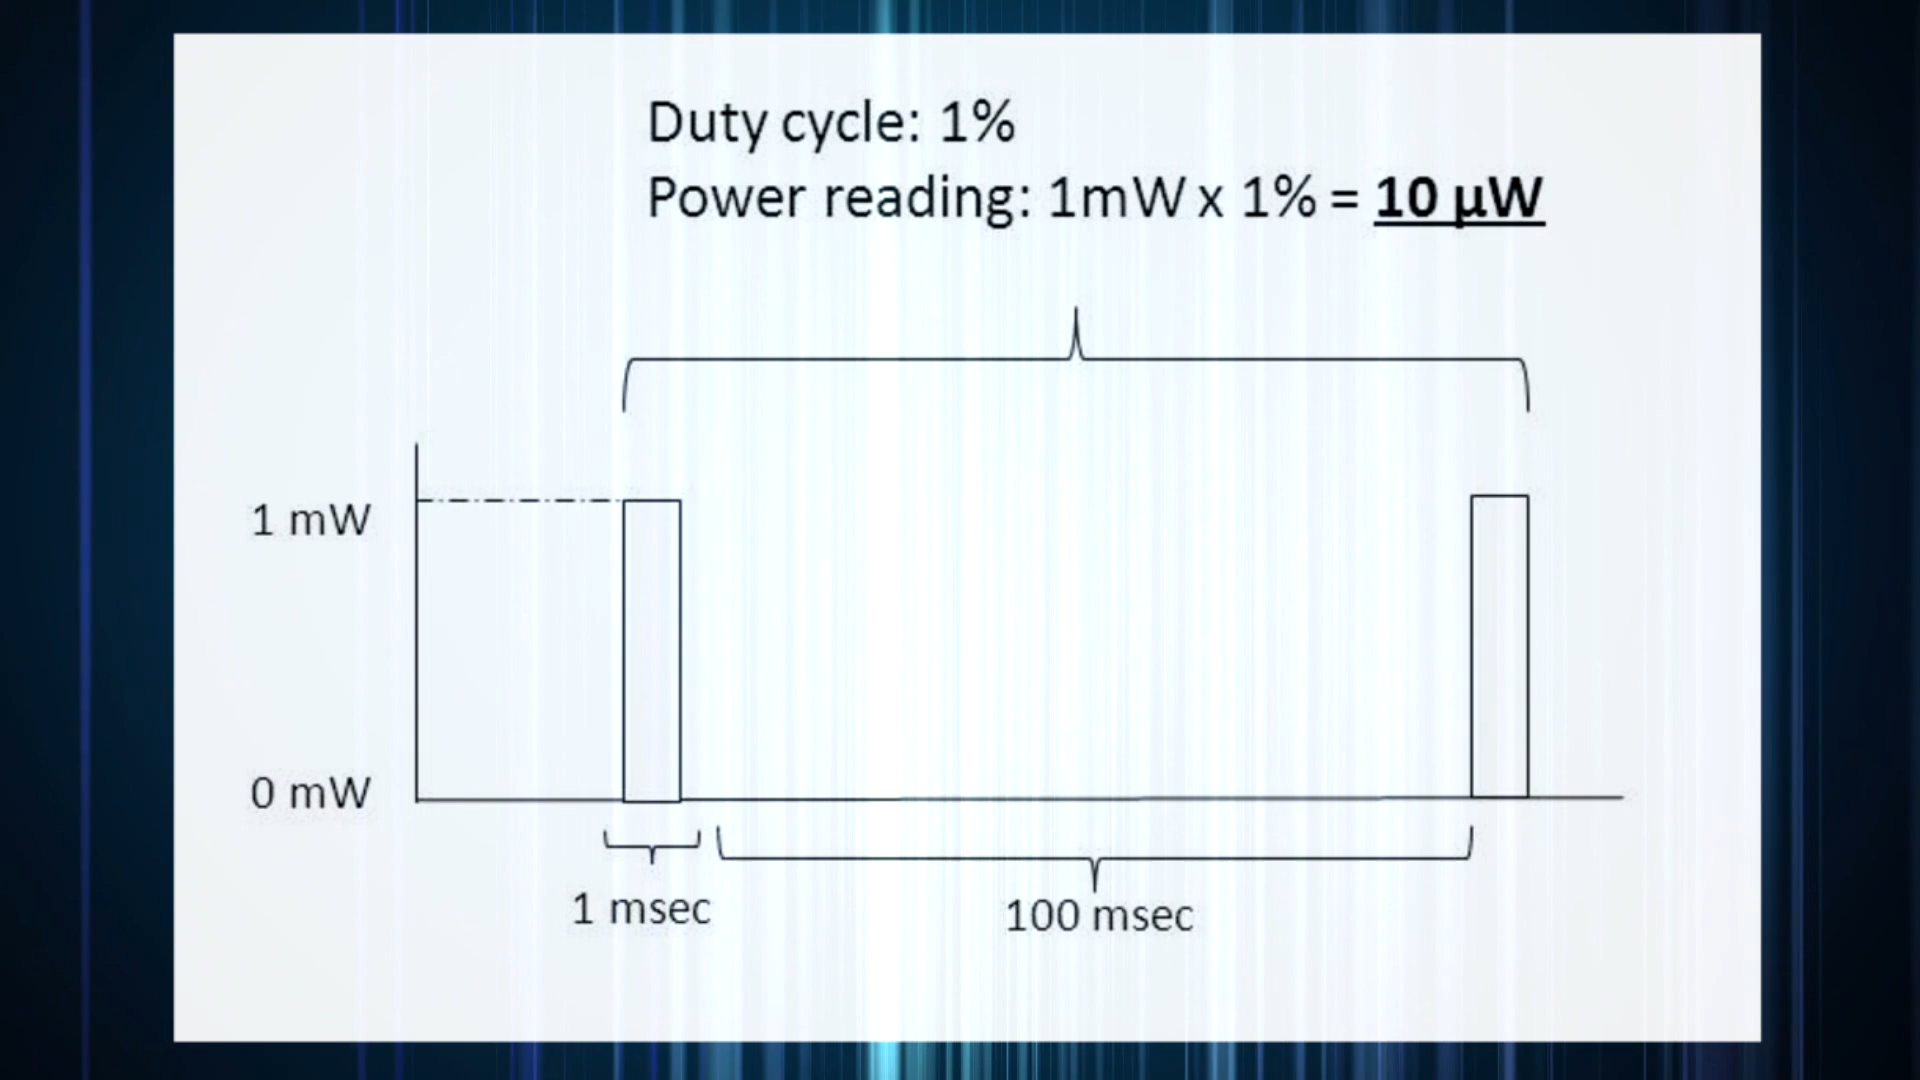 Duty cycle: 1%
Power reading: 1mW x 1% = 10 µW
1 mW
0 mW
1 msec
100 msec